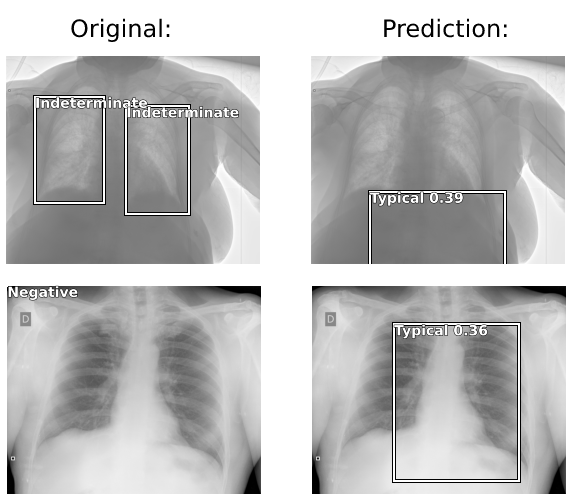 Original:
Prediction:
Indeterminate
Indeterminate
Typical 0.39
Negative
D
Typical 0.36
D